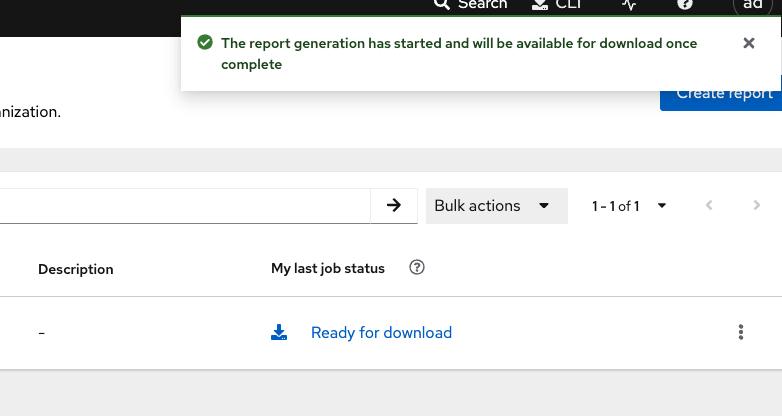 Search CLI ad
The report generation has started and will be available for download once
complete
Create report
nization.
Bulk actions 1 - 1 of 1
Description My last job status
- Ready for download